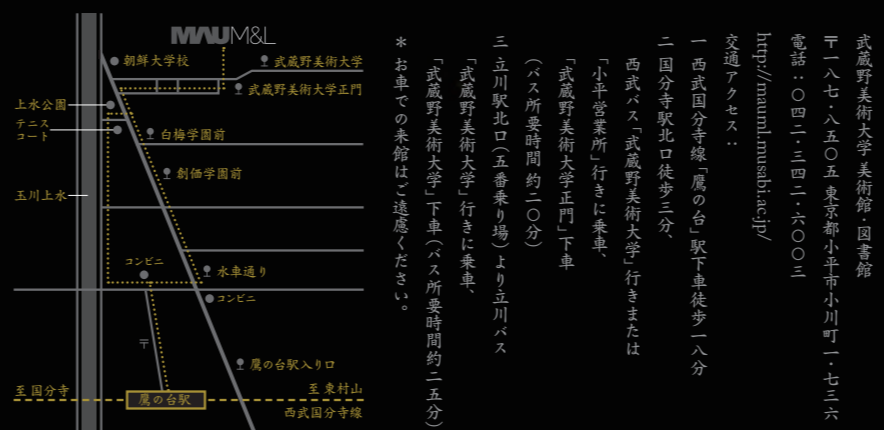 武蔵野美術大学 美術館・図書館
〒一八七・八五〇五 東京都小平市小川町一・七三六
電話：〇四二・三四二・六〇〇三
http://mauml.musabi.ac.jp/
交通アクセス：
一 西武国分寺線「鷹の台」駅下車徒歩一八分
二 国分寺駅北口徒歩三分、
西武バス「武蔵野美術大学」行きまたは
「小平営業所」行きに乗車、
「武蔵野美術大学正門」下車
（バス所要時間 約二〇分）
三 立川駅北口（五番乗り場）より立川バス
「武蔵野美術大学」行きに乗車、
「武蔵野美術大学」下車（バス所要時間約二五分）
＊お車での来館はご遠慮ください。
MAU M&L
朝鮮大学校
武蔵野美術大学
武蔵野美術大学正門
上水公園
テニス
コート
白梅学園前
創価学園前
玉川上水
コンビニ
水車通り
コンビニ
〒
鷹の台駅入り口
至 国分寺
鷹の台駅
至 東村山
西武国分寺線